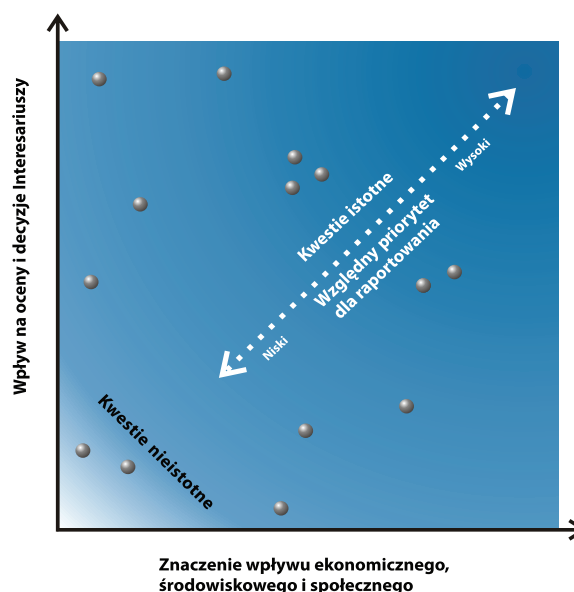 Wpływ na oceny i decyzje Interesariuszy
Wysoki
Kwestie istotne
Względny priorytet
dla raportowania
Niski
Kwestie nieistotne
Znaczenie wpływu ekonomicznego,
środowiskowego i społecznego